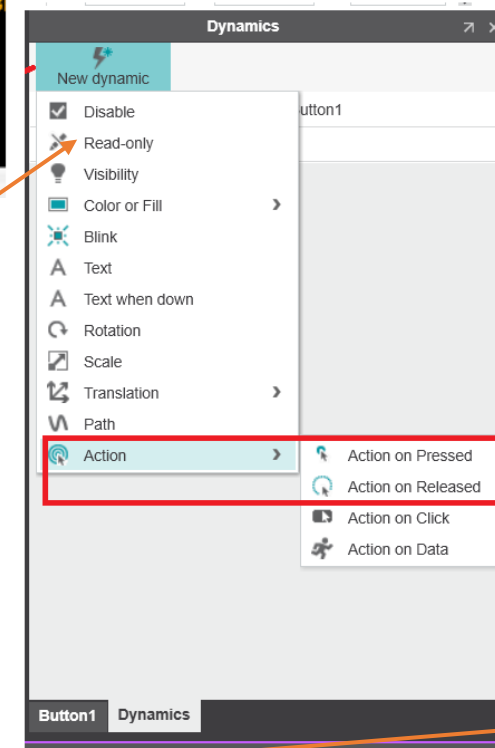 Dynamics
New dynamic
Disable
utton1
Read-only
Visibility
Color or Fill
Blink
Text
Text when down
Rotation
Scale
Translation
Path
Action
Action on Pressed
Action on Released
Action on Click
Action on Data
Button1 Dynamics